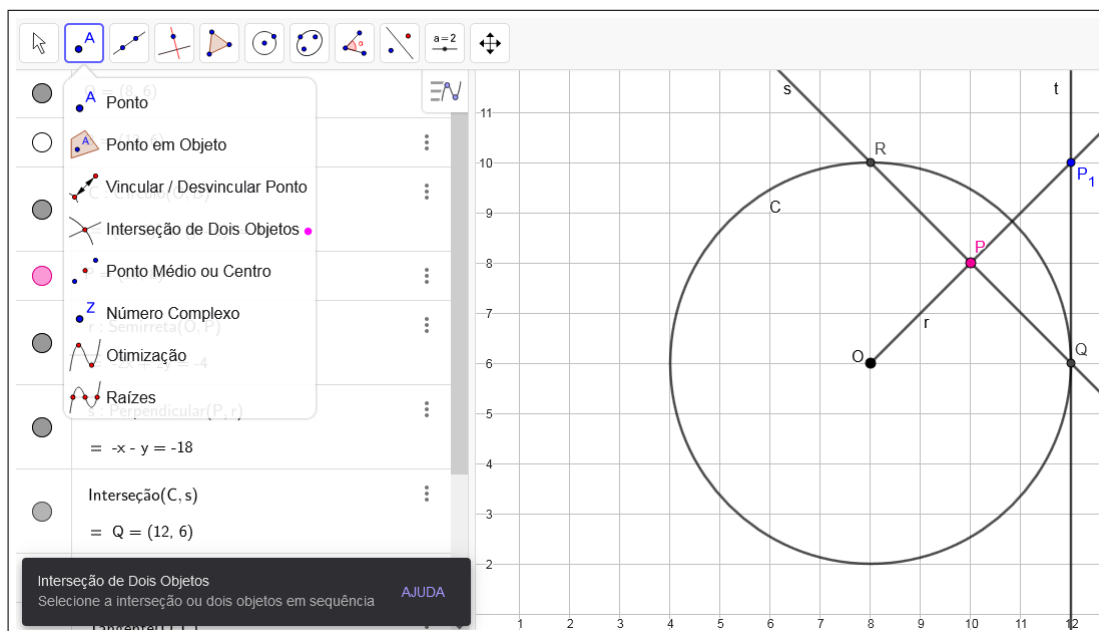 A
α
a = 2
A Ponto
A Ponto em Objeto
Vincular / Desvincular Ponto
Interseção de Dois Objetos
Ponto Médio ou Centro
Z Número Complexo
r : Semirreta(O, P)
Otimização
Raízes
s : Perpendicular(P, r)
= -x - y = -18
Interseção(C, s)
= Q = (12, 6)
Interseção de Dois Objetos
Selecione a interseção ou dois objetos em sequência
AJUDA
s
t
11
R
10
P1
C
9
P
8
7
r
Q
O
6
5
4
3
2
1 2 3 4 5 6 7 8 9 10 11 12